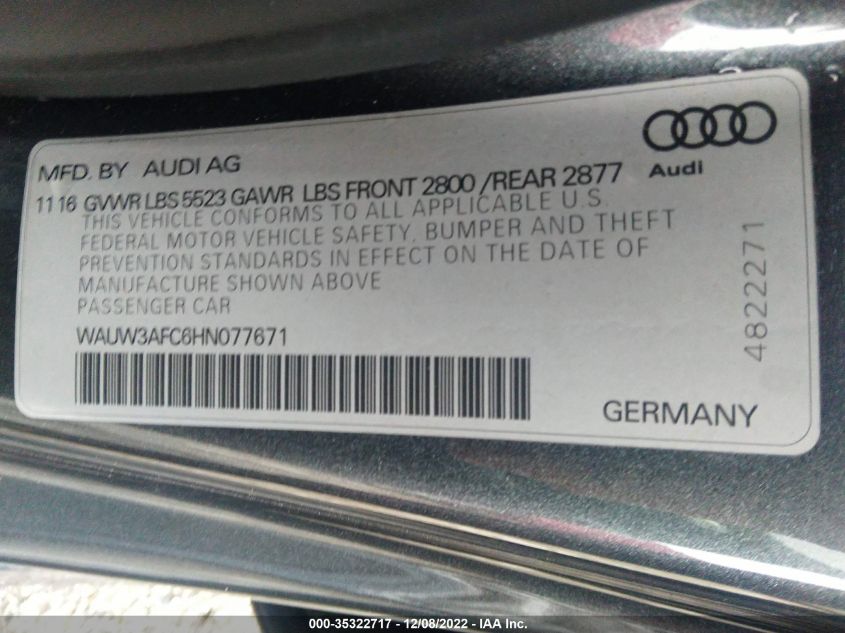 MFD. BY AUDI AG
Audi
11 16 GVWR LBS 5523 GAWR LBS FRONT 2800 /REAR 2877
THIS VEHICLE CONFORMS TO ALL APPLICABLE U.S.
FEDERAL MOTOR VEHICLE SAFETY, BUMPER AND THEFT
PREVENTION STANDARDS IN EFFECT ON THE DATE OF
MANUFACTURE SHOWN ABOVE
PASSENGER CAR
WAUW3AFC6HN077671
GERMANY
4822271
000-35322717 - 12/08/2022 - IAA Inc.